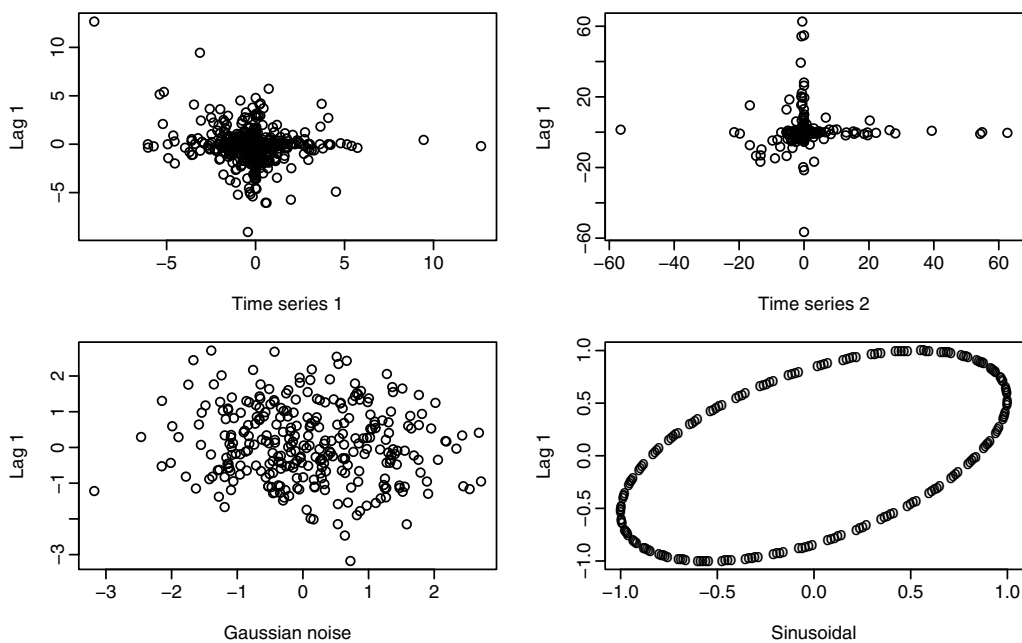 10
5
0
−5
Lag 1
−5 0 5 10
Time series 1
60
20
−20
−60
Lag 1
−60 −40 −20 0 20 40 60
Time series 2
2
1
0
−1
−3
Lag 1
−3 −2 −1 0 1 2
Gaussian noise
1.0
0.5
0.0
−0.5
−1.0
Lag 1
−1.0 −0.5 0.0 0.5 1.0
Sinusoidal